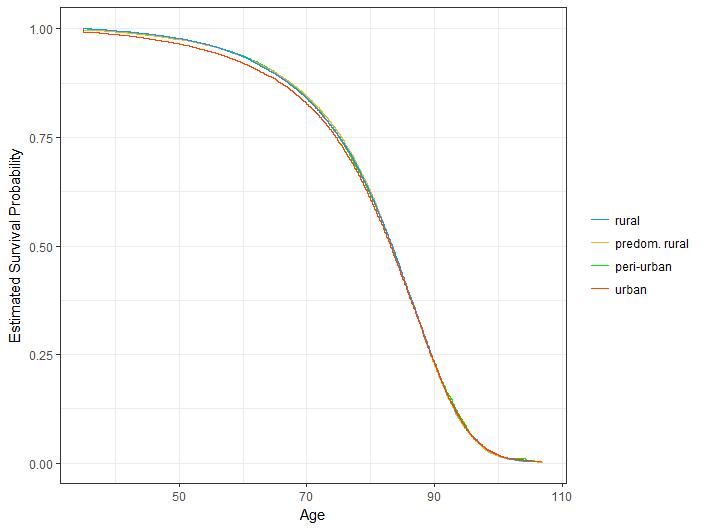 1.00
0.75
0.50
0.25
0.00
Estimated Survival Probability
50
70
90
110
Age
rural
predom. rural
peri-urban
urban